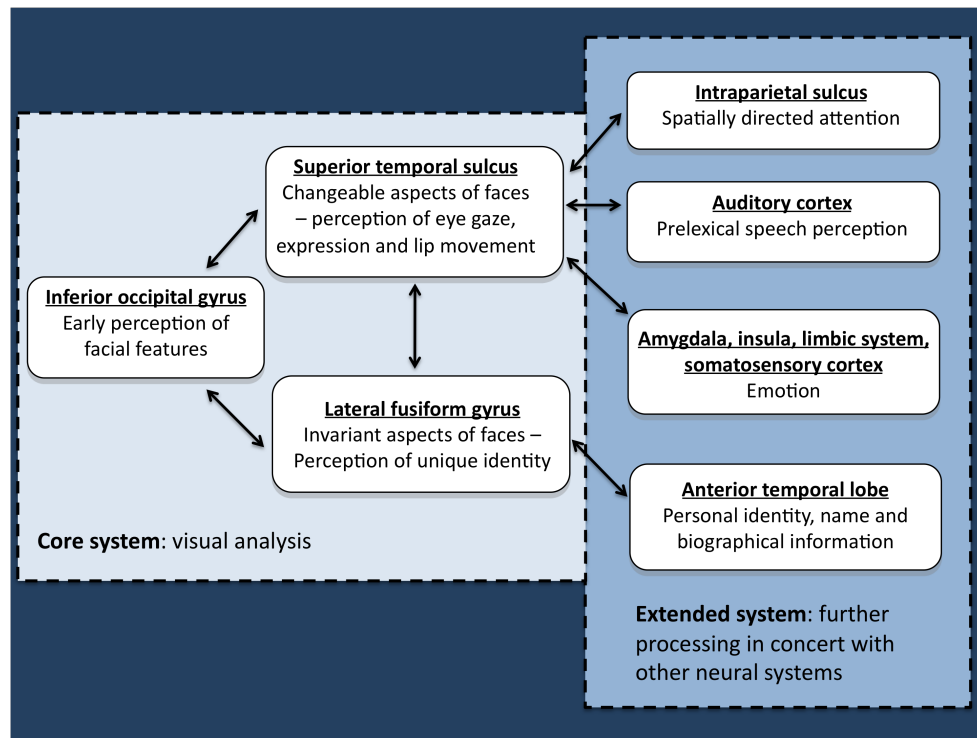 Intraparietal sulcus
Spatially directed attention
Superior temporal sulcus
Changeable aspects of faces
– perception of eye gaze,
expression and lip movement
Auditory cortex
Prelexical speech perception
Inferior occipital gyrus
Early perception of
facial features
Amygdala, insula, limbic system,
somatosensory cortex
Emotion
Lateral fusiform gyrus
Invariant aspects of faces –
Perception of unique identity
Anterior temporal lobe
Personal identity, name and
biographical information
Core system: visual analysis
Extended system: further
processing in concert with
other neural systems